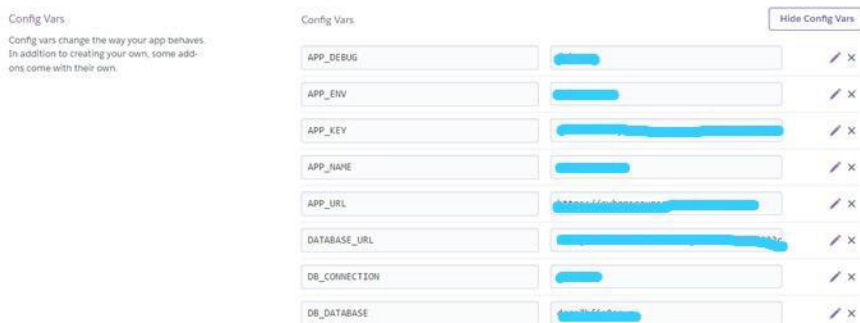 Config Vars
Config vars change the way your app behaves.
In addition to creating your own, some add-
ons come with their own.
Config Vars
Hide Config Vars
APP_DEBUG
APP_ENV
APP_KEY
APP_NAME
APP_URL
DATABASE_URL
DB_CONNECTION
DB_DATABASE